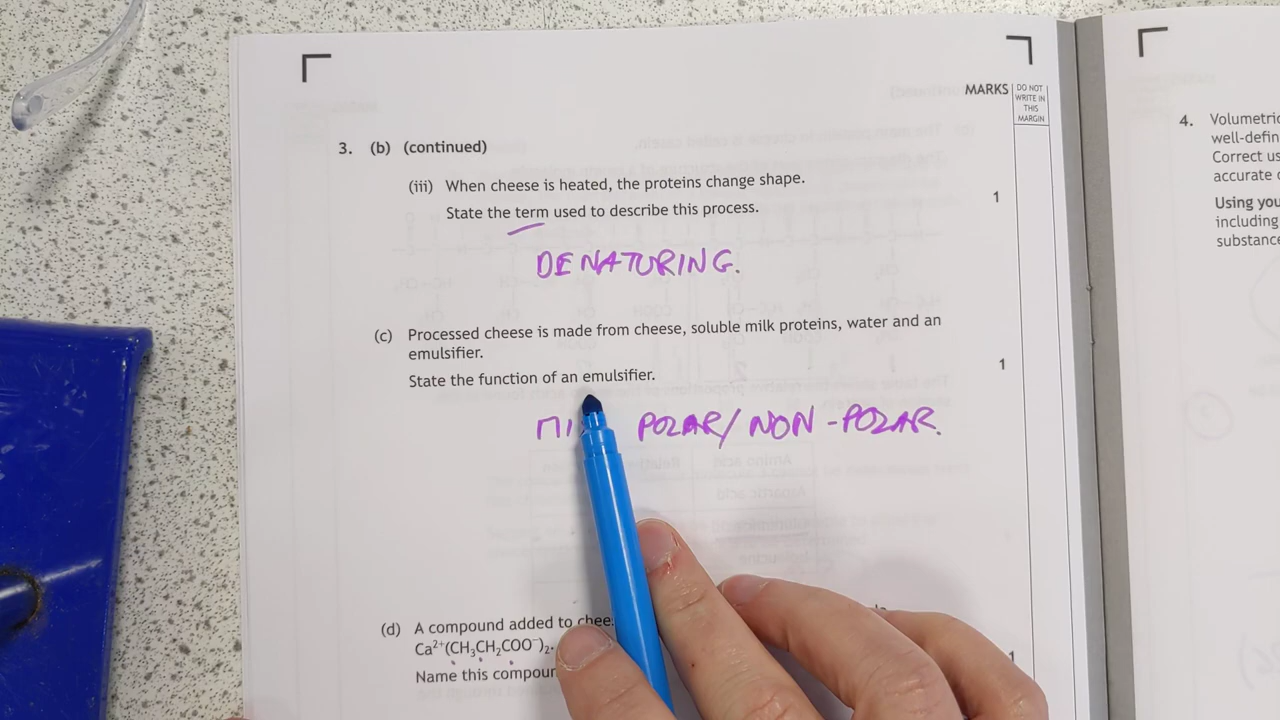 MARKS
DO NOT
WRITE IN
THIS
MARGIN
3. (b) (continued)
(iii) When cheese is heated, the proteins change shape.
State the term used to describe this process.
1
DENATURING.
(c) Processed cheese is made from cheese, soluble milk proteins, water and an
emulsifier.
State the function of an emulsifier.
1
POLAR/ NON-POLAR.
(d) A compound added to chee
Ca²⁺(CH₃CH₂COO⁻)₂.
Name this compoun
1
4. Volumetric
well-defin
Correct us
accurate
Using you
including
substance